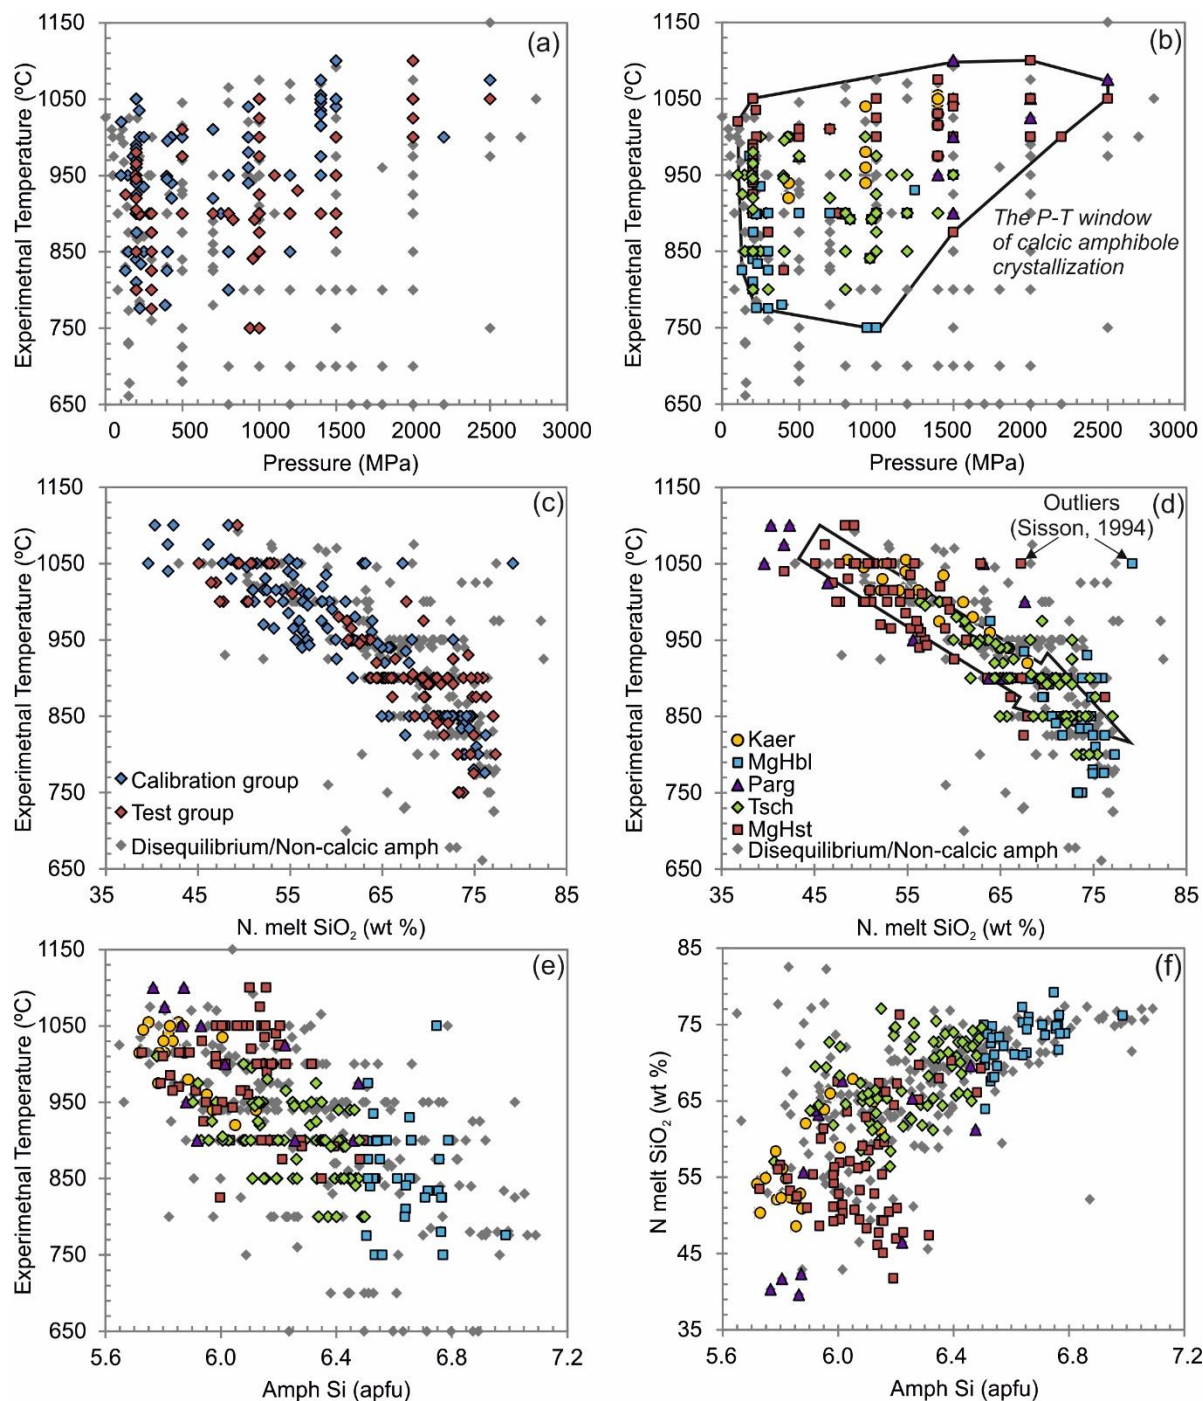 1150
1050
950
850
750
650
0
500
1000
1500
2000
2500
3000
Experimetnal Temperature (ºC)
Pressure (MPa)
(a)
1150
1050
950
850
750
650
0
500
1000
1500
2000
2500
3000
Experimetnal Temperature (ºC)
Pressure (MPa)
(b)
The P-T window
of calcic amphibole
crystallization
1150
1050
950
850
750
650
35
45
55
65
75
85
Experimetnal Temperature (ºC)
N. melt SiO₂ (wt %)
(c)
Calibration group
Test group
Disequilibrium/Non-calcic amph
1150
1050
950
850
750
650
35
45
55
65
75
85
Experimetnal Temperature (ºC)
N. melt SiO₂ (wt %)
(d)
Outliers
(Sisson, 1994)
Kaer
MgHbl
Parg
Tsch
MgHst
Disequilibrium/Non-calcic amph
1150
1050
950
850
750
650
5.6
6.0
6.4
6.8
7.2
Experimetnal Temperature (ºC)
Amph Si (apfu)
(e)
85
75
65
55
45
35
5.6
6.0
6.4
6.8
7.2
N melt SiO₂ (wt %)
Amph Si (apfu)
(f)